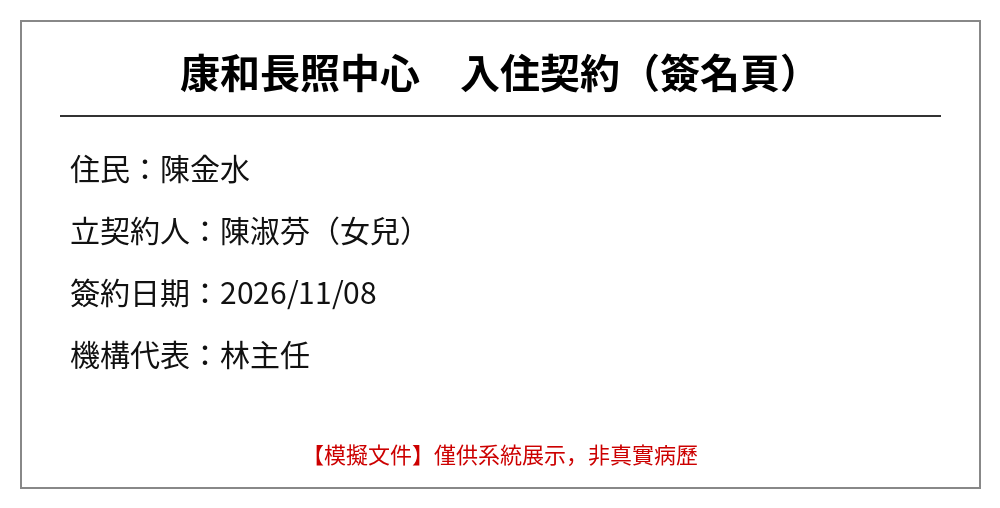 康和長照中心　入住契約（簽名頁）
住民：陳金水
立契約人：陳淑芬（女兒）
簽約日期：2026/11/08
機構代表：林主任
【模擬文件】僅供系統展示，非真實病歷